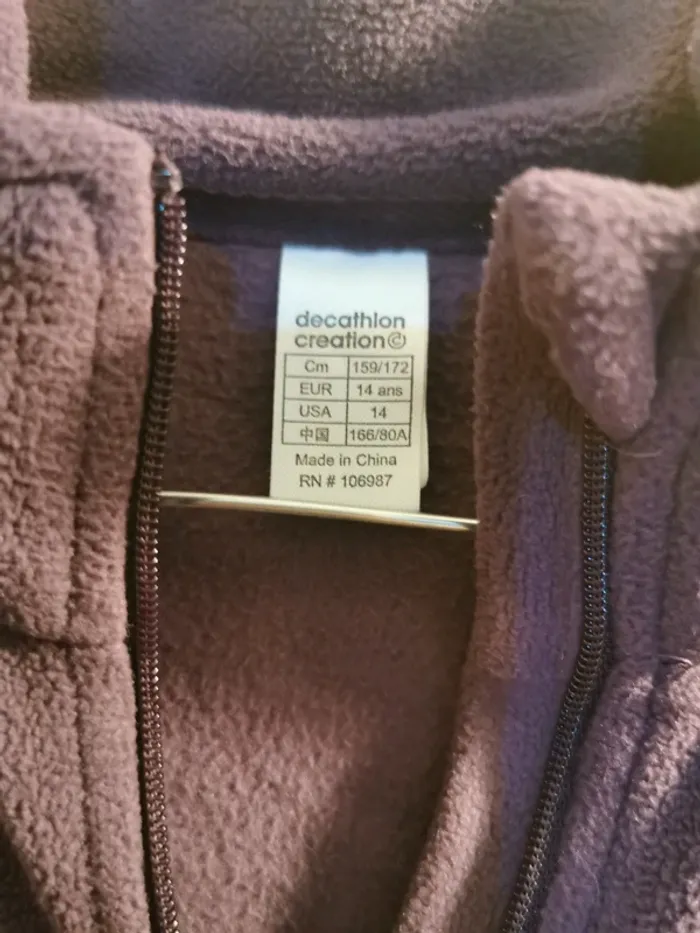 decathlon
creation©
Cm 159/172
EUR 14 ans
USA 14
中国 166/80A
Made in China
RN # 106987